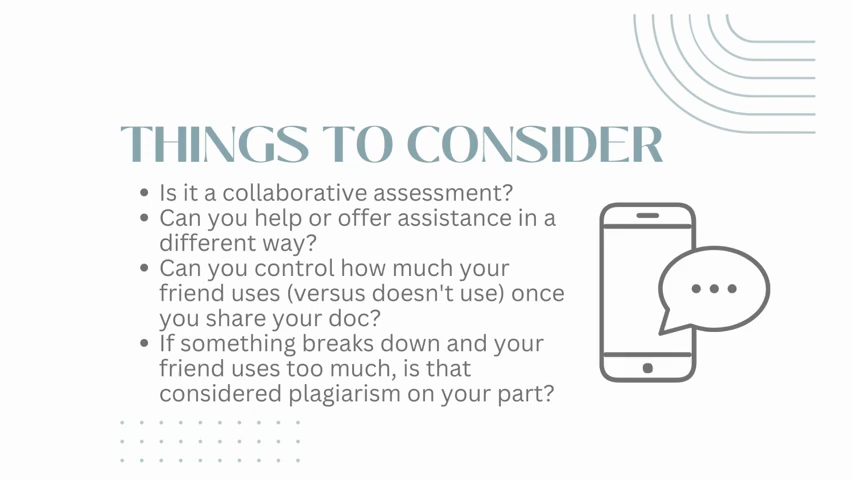 THINGS TO CONSIDER
• Is it a collaborative assessment?
• Can you help or offer assistance in a
different way?
• Can you control how much your
friend uses (versus doesn't use) once
you share your doc?
• If something breaks down and your
friend uses too much, is that
considered plagiarism on your part?